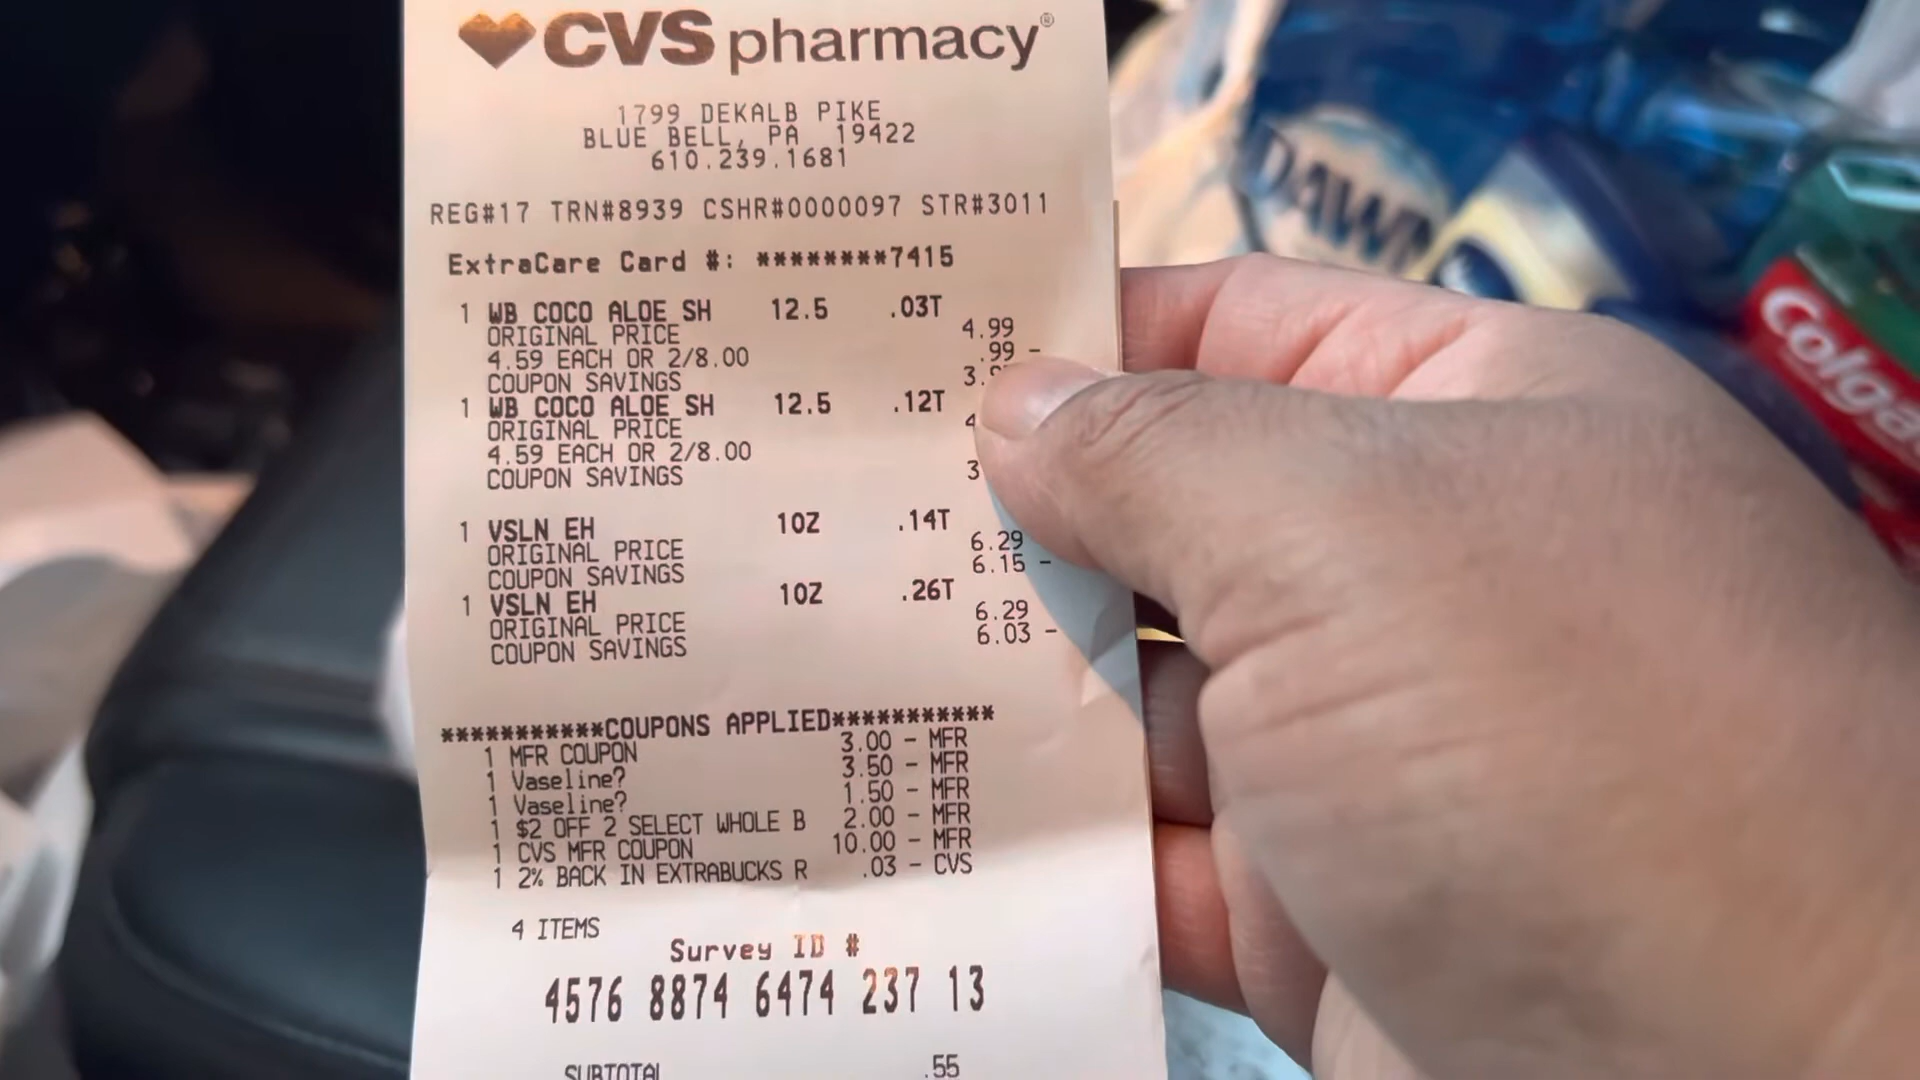 CVS pharmacy®
1799 DEKALB PIKE
BLUE BELL, PA 19422
610.239.1681
REG#17 TRN#8939 CSHR#0000097 STR#3011
ExtraCare Card #: ********7415
1 WB COCO ALOE SH 12.5 .03T
ORIGINAL PRICE 4.99
4.59 EACH OR 2/8.00 .99 -
COUPON SAVINGS 3.
1 WB COCO ALOE SH 12.5 .12T
ORIGINAL PRICE 4
4.59 EACH OR 2/8.00
COUPON SAVINGS 3
1 VSLN EH 10Z .14T
ORIGINAL PRICE 6.29
COUPON SAVINGS 6.15 -
1 VSLN EH 10Z .26T
ORIGINAL PRICE 6.29
COUPON SAVINGS 6.03 -
***********COUPONS APPLIED***********
1 MFR COUPON 3.00 - MFR
1 Vaseline? 3.50 - MFR
1 Vaseline? 1.50 - MFR
1 $2 OFF 2 SELECT WHOLE B 2.00 - MFR
1 CVS MFR COUPON 10.00 - MFR
1 2% BACK IN EXTRABUCKS R .03 - CVS
4 ITEMS
Survey ID #
4576 8874 6474 237 13
SUBTOTAL .55
DAWN
Colga